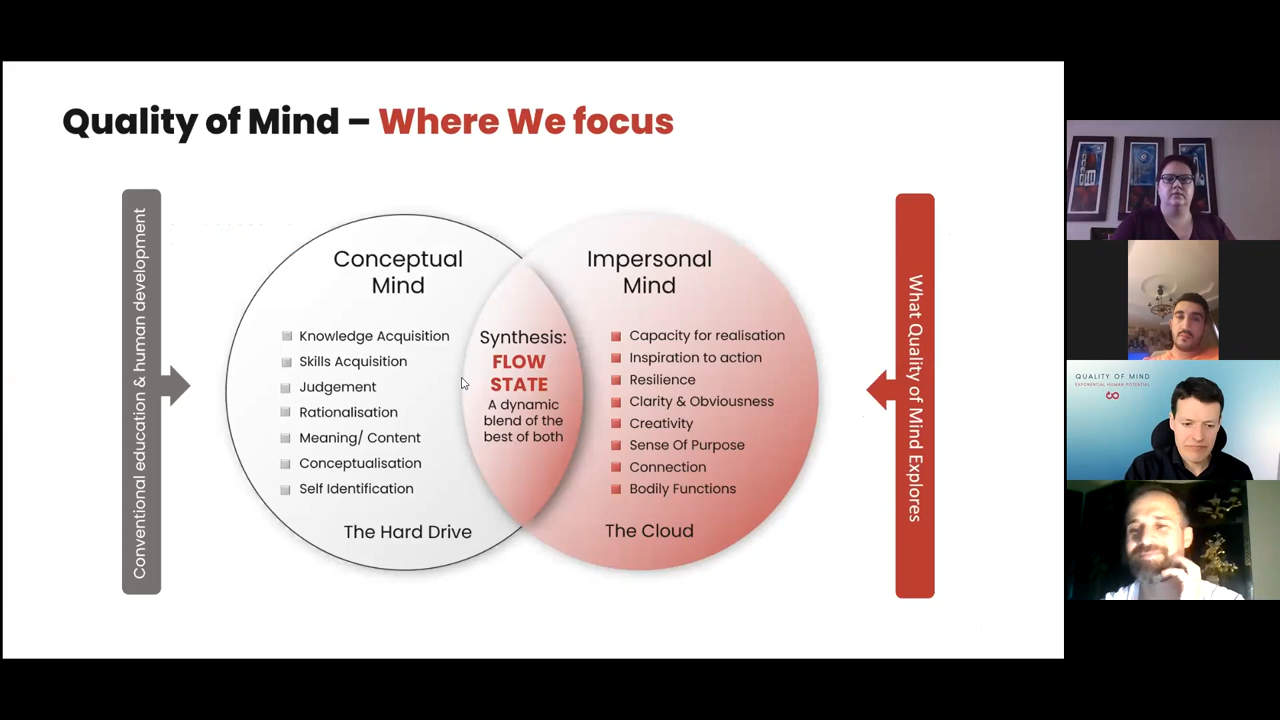 Quality of Mind – Where We focus
Conventional education & human development
Conceptual
Mind
Knowledge Acquisition
Skills Acquisition
Judgement
Rationalisation
Meaning/ Content
Conceptualisation
Self Identification
The Hard Drive
Synthesis:
FLOW
STATE
A dynamic
blend of the
best of both
Impersonal
Mind
Capacity for realisation
Inspiration to action
Resilience
Clarity & Obviousness
Creativity
Sense Of Purpose
Connection
Bodily Functions
The Cloud
What Quality of Mind Explores
QUALITY OF MIND
EXPONENTIAL HUMAN POTENTIAL